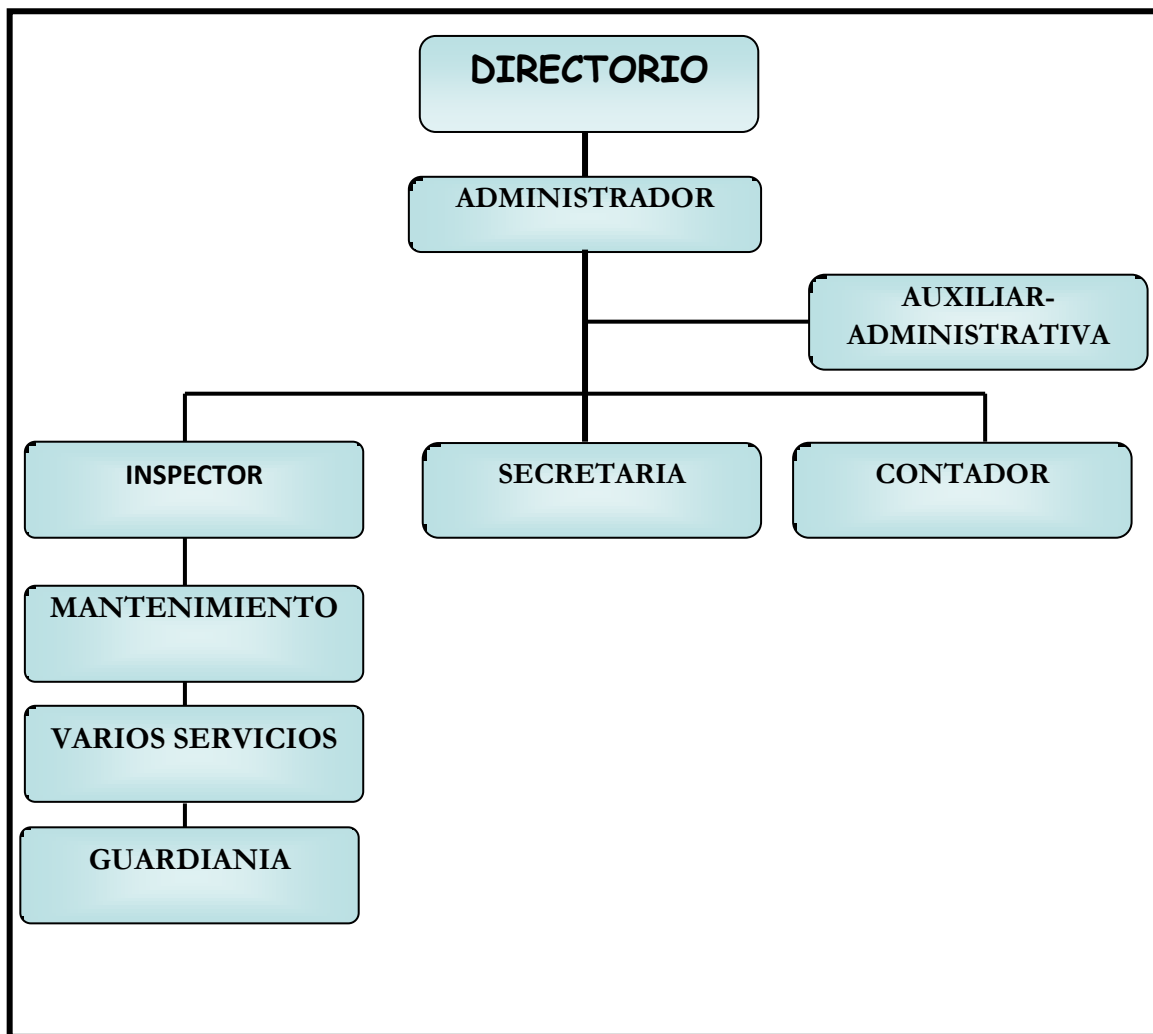 DIRECTORIO
ADMINISTRADOR
AUXILIAR-
ADMINISTRATIVA
INSPECTOR
SECRETARIA
CONTADOR
MANTENIMIENTO
VARIOS SERVICIOS
GUARDIANIA